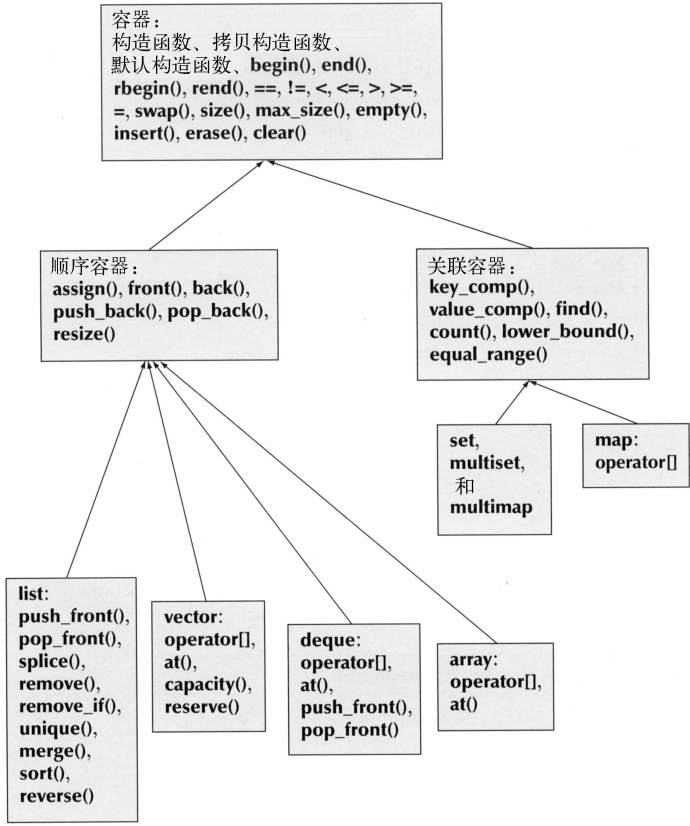 容器：
构造函数、拷贝构造函数、
默认构造函数、begin(), end(),
rbegin(), rend(), ==, !=, <, <=, >, >=,
=, swap(), size(), max_size(), empty(),
insert(), erase(), clear()
顺序容器：
assign(), front(), back(),
push_back(), pop_back(),
resize()
关联容器：
key_comp(),
value_comp(), find(),
count(), lower_bound(),
equal_range()
set,
multiset,
和
multimap
map:
operator[]
list:
push_front(),
pop_front(),
splice(),
remove(),
remove_if(),
unique(),
merge(),
sort(),
reverse()
vector:
operator[],
at(),
capacity(),
reserve()
deque:
operator[],
at(),
push_front(),
pop_front()
array:
operator[],
at()